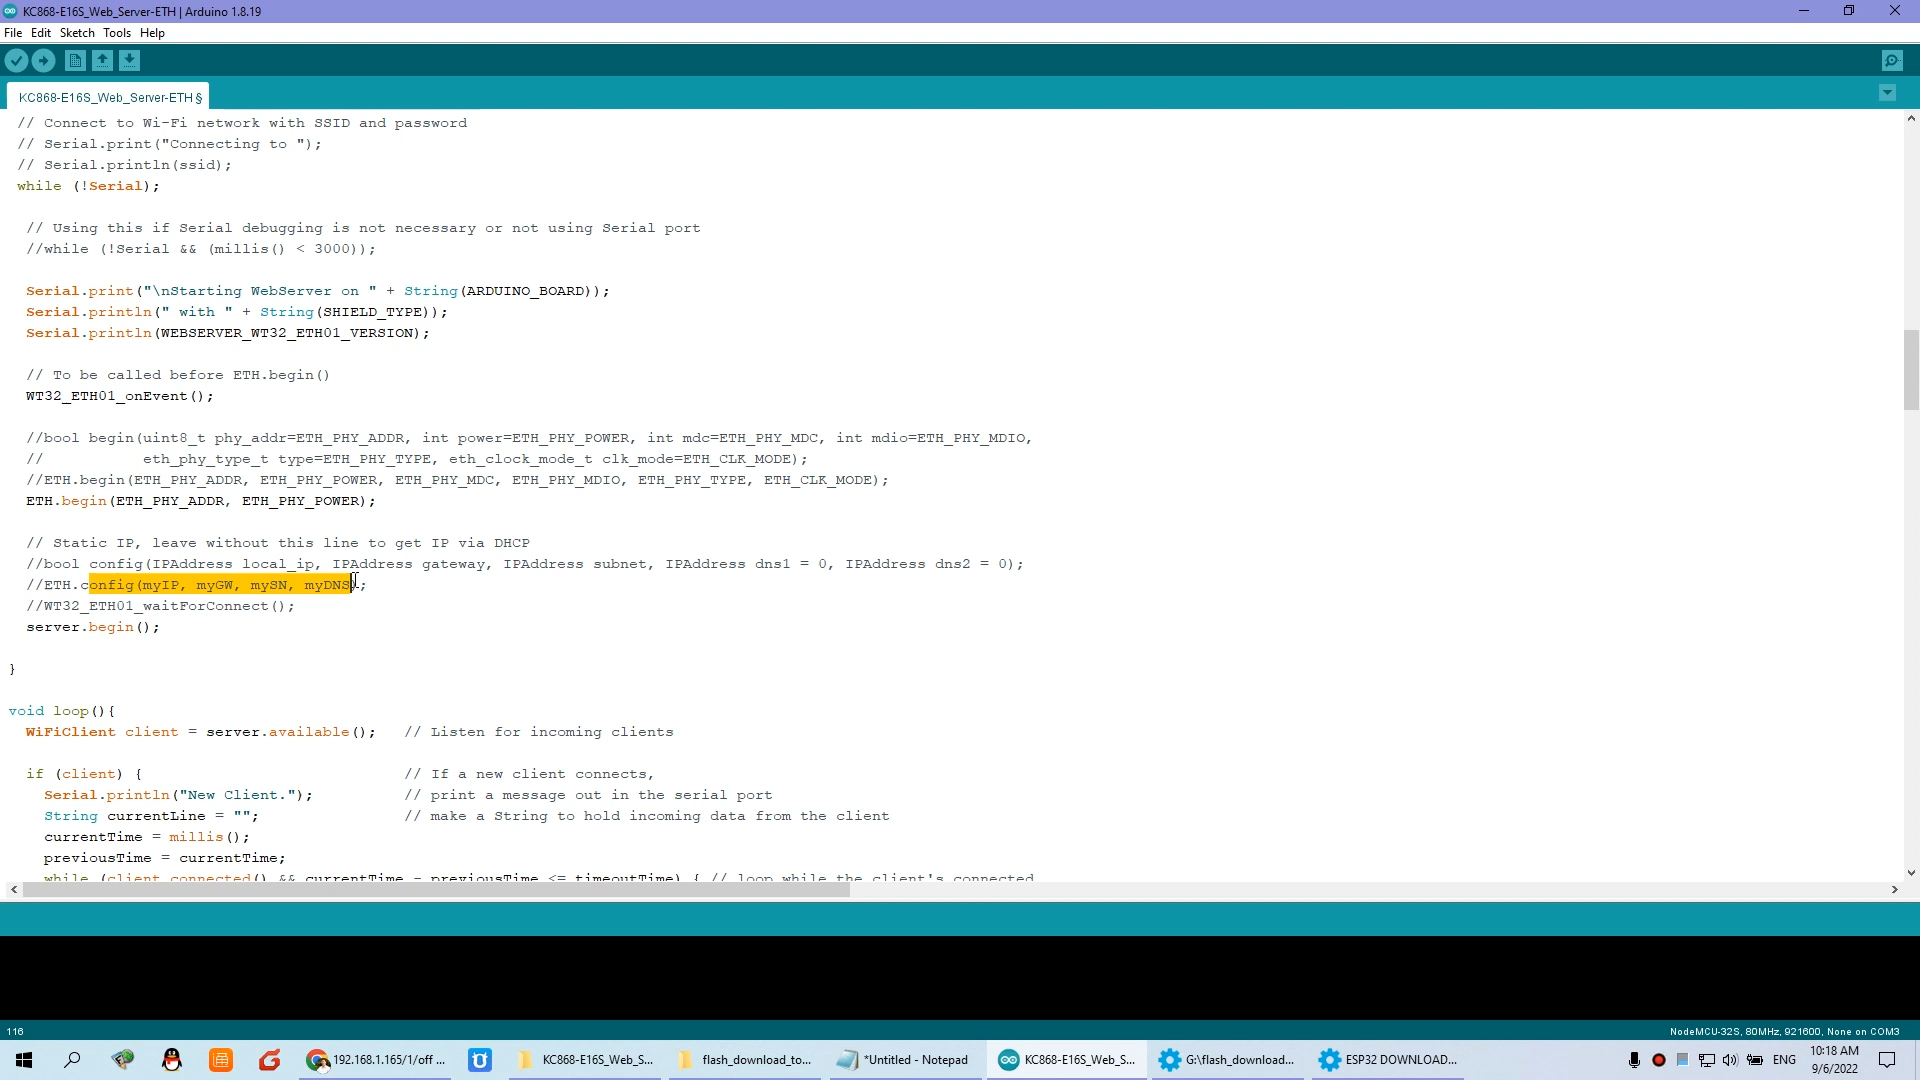 KC868-E16S_Web_Server-ETH | Arduino 1.8.19
File Edit Sketch Tools Help
KC868-E16S_Web_Server-ETH §
// Connect to Wi-Fi network with SSID and password
// Serial.print("Connecting to ");
// Serial.println(ssid);
while (!Serial);
// Using this if Serial debugging is not necessary or not using Serial port
//while (!Serial && (millis() < 3000));
Serial.print("\nStarting WebServer on " + String(ARDUINO_BOARD));
Serial.println(" with " + String(SHIELD_TYPE));
Serial.println(WEBSERVER_WT32_ETH01_VERSION);
// To be called before ETH.begin()
WT32_ETH01_onEvent();
//bool begin(uint8_t phy_addr=ETH_PHY_ADDR, int power=ETH_PHY_POWER, int mdc=ETH_PHY_MDC, int mdio=ETH_PHY_MDIO,
// eth_phy_type_t type=ETH_PHY_TYPE, eth_clock_mode_t clk_mode=ETH_CLK_MODE);
//ETH.begin(ETH_PHY_ADDR, ETH_PHY_POWER, ETH_PHY_MDC, ETH_PHY_MDIO, ETH_PHY_TYPE, ETH_CLK_MODE);
ETH.begin(ETH_PHY_ADDR, ETH_PHY_POWER);
// Static IP, leave without this line to get IP via DHCP
//bool config(IPAddress local_ip, IPAddress gateway, IPAddress subnet, IPAddress dns1 = 0, IPAddress dns2 = 0);
//ETH.config(myIP, myGW, mySN, myDNS);
//WT32_ETH01_waitForConnect();
server.begin();
}
void loop(){
WiFiClient client = server.available(); // Listen for incoming clients
if (client) { // If a new client connects,
Serial.println("New Client."); // print a message out in the serial port
String currentLine = ""; // make a String to hold incoming data from the client
currentTime = millis();
previousTime = currentTime;
while (client.connected() && currentTime - previousTime <= timeoutTime) { // loop while the client's connected
116
NodeMCU-32S, 80MHz, 921600, None on COM3
192.168.1.165/1/off ...
KC868-E16S_Web_S...
flash_download_to...
*Untitled - Notepad
KC868-E16S_Web_S...
G:\flash_download...
ESP32 DOWNLOAD...
ENG
10:18 AM
9/6/2022